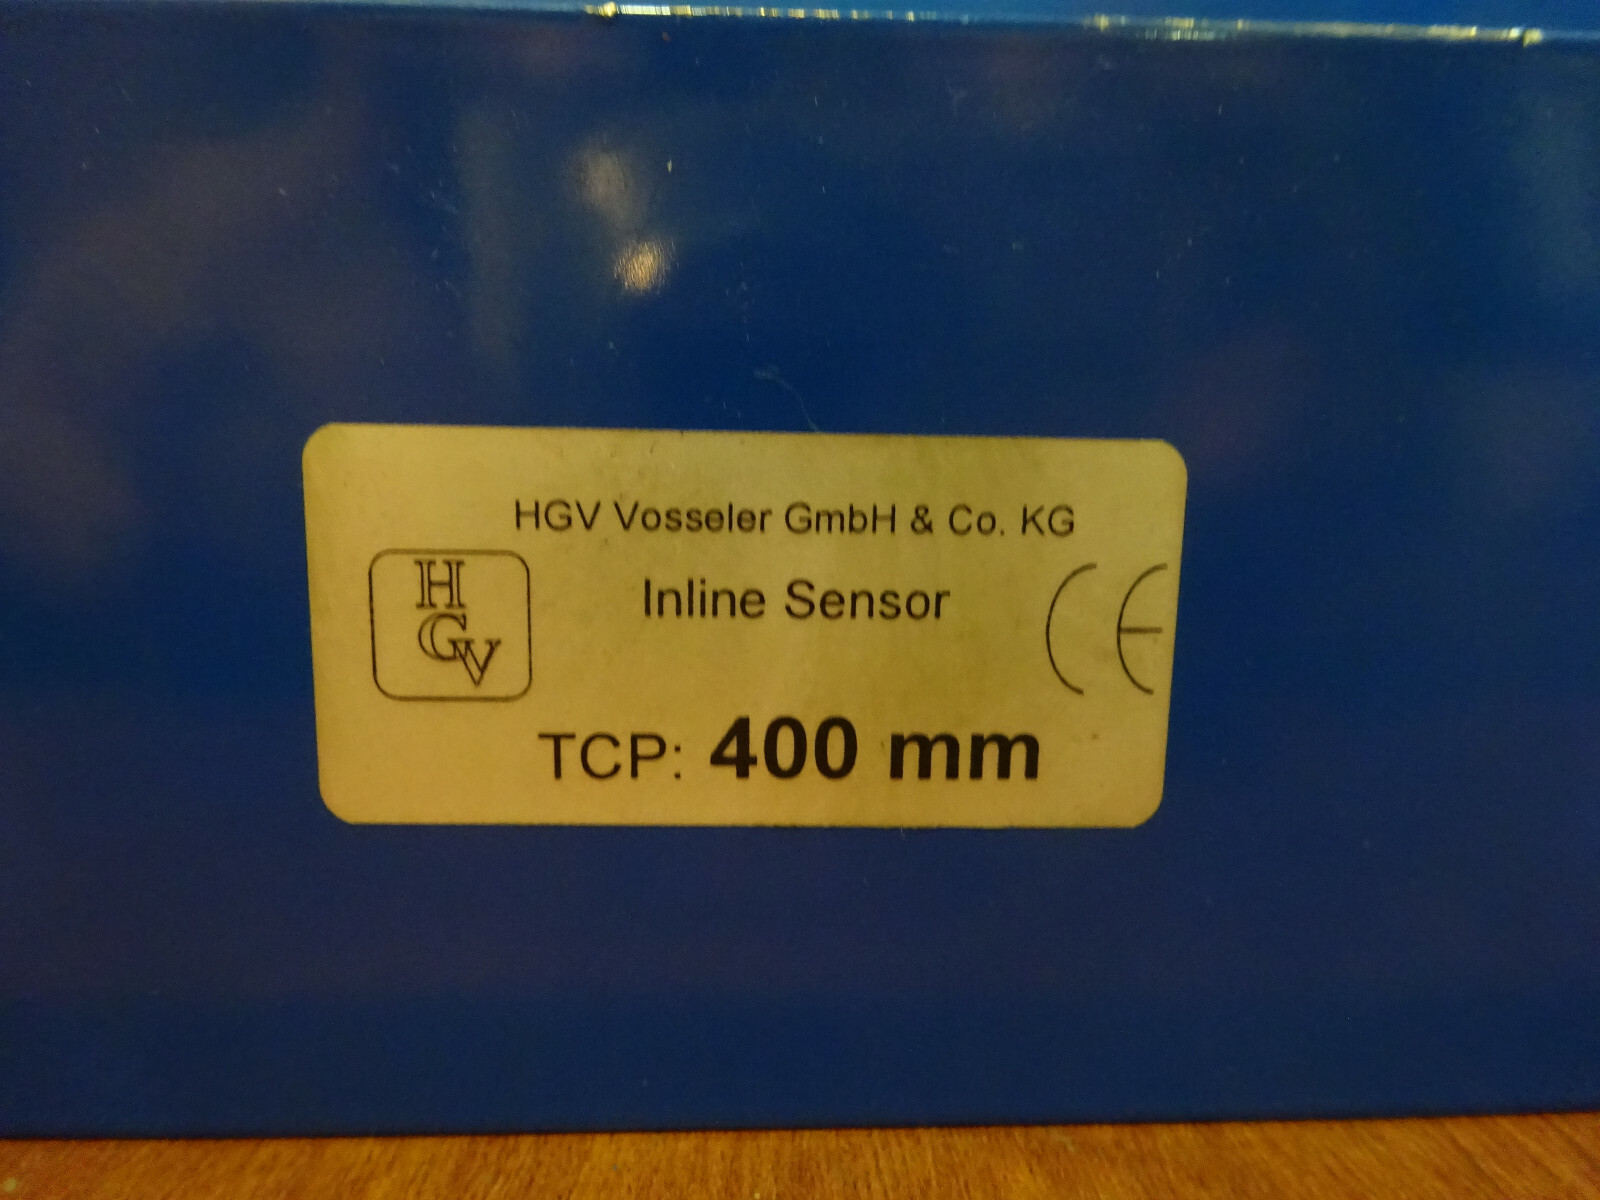 HGV Vosseler GmbH & Co. KG
HGV
Inline Sensor
CE
TCP: 400 mm